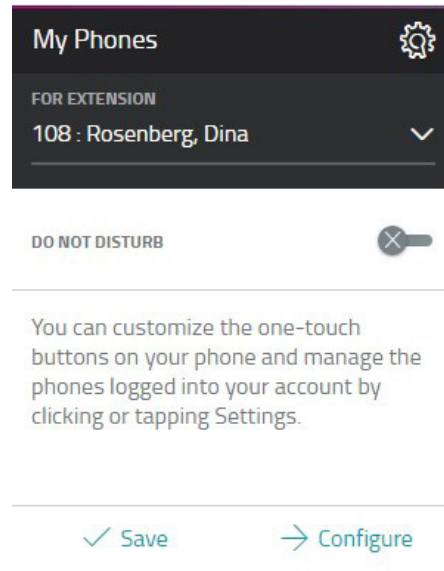 My Phones
FOR EXTENSION
108 : Rosenberg, Dina
DO NOT DISTURB
You can customize the one-touch
buttons on your phone and manage the
phones logged into your account by
clicking or tapping Settings.
Save
Configure